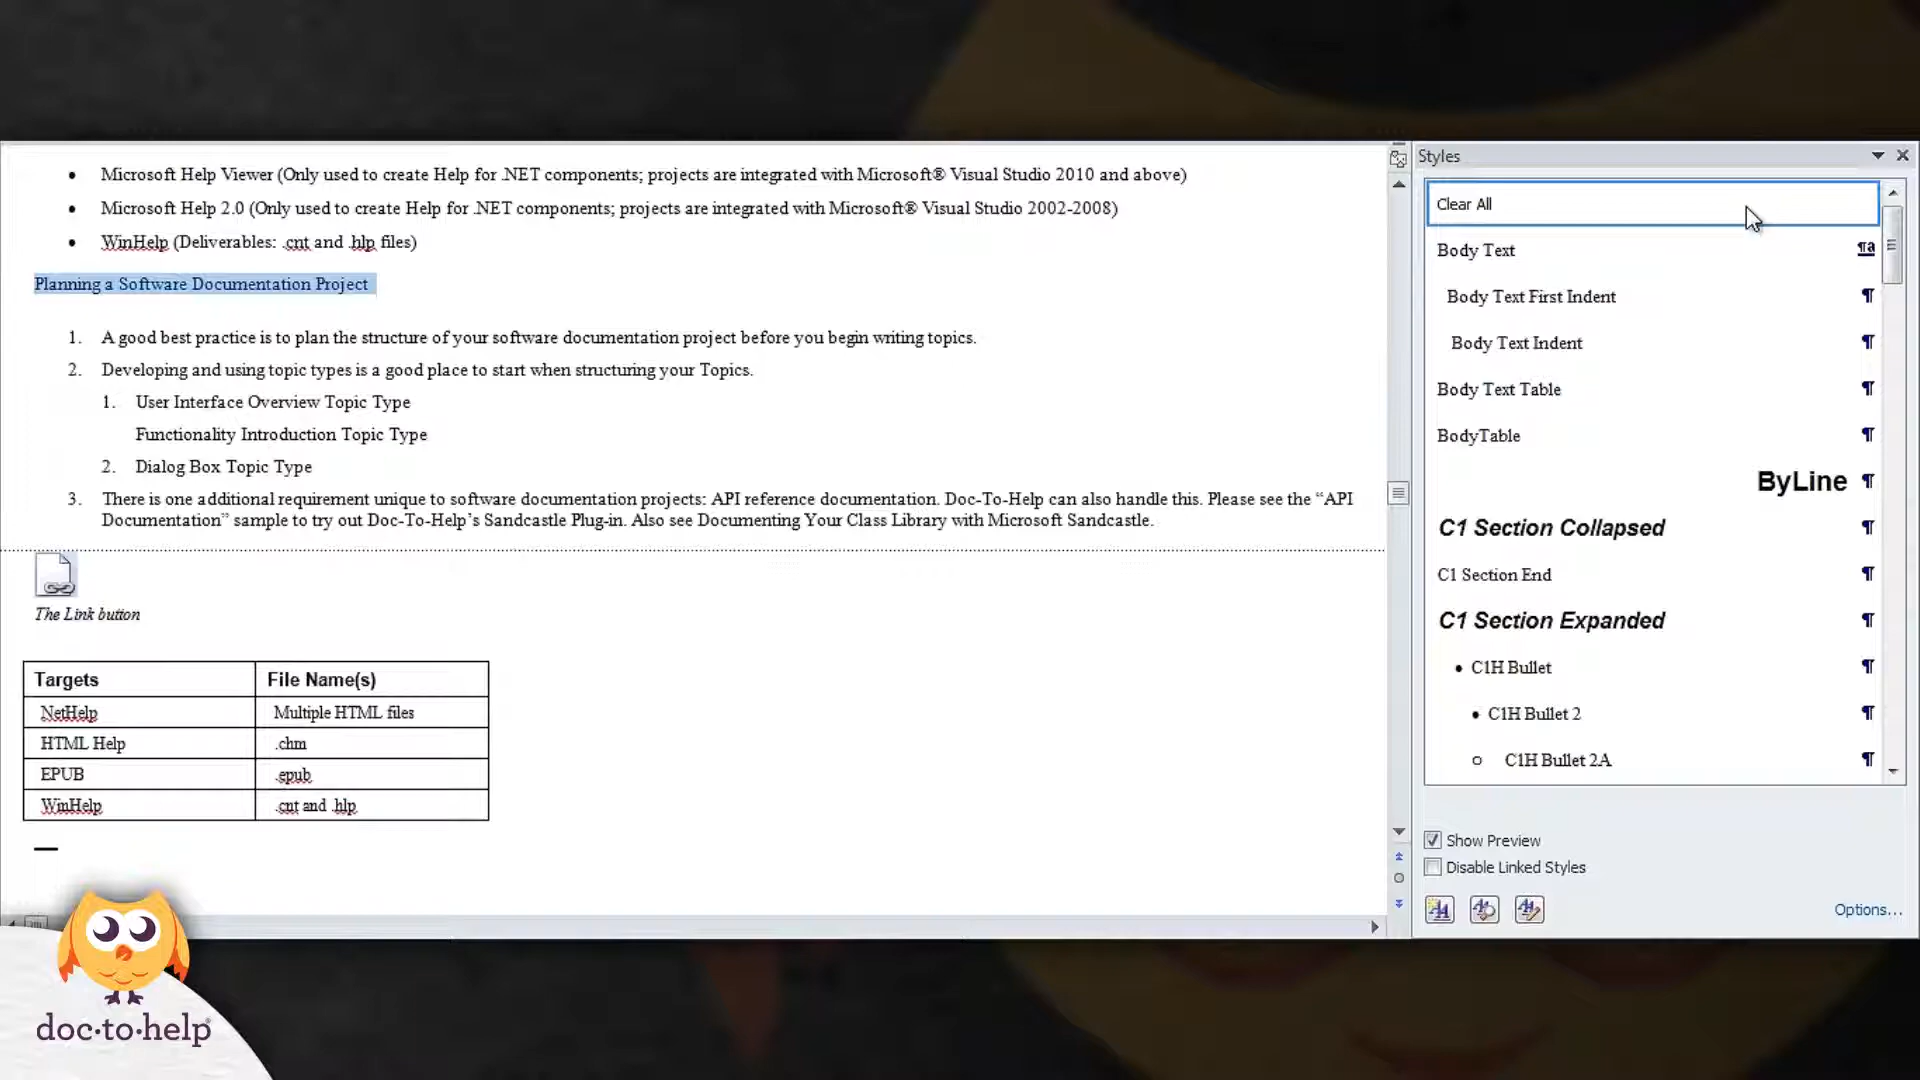 • Microsoft Help Viewer (Only used to create Help for .NET components; projects are integrated with Microsoft® Visual Studio 2010 and above)
• Microsoft Help 2.0 (Only used to create Help for .NET components; projects are integrated with Microsoft® Visual Studio 2002-2008)
• WinHelp (Deliverables: .cnt and .hlp files)
Planning a Software Documentation Project
1. A good best practice is to plan the structure of your software documentation project before you begin writing topics.
2. Developing and using topic types is a good place to start when structuring your Topics.
1. User Interface Overview Topic Type
Functionality Introduction Topic Type
2. Dialog Box Topic Type
3. There is one additional requirement unique to software documentation projects: API reference documentation. Doc-To-Help can also handle this. Please see the “API
Documentation” sample to try out Doc-To-Help’s Sandcastle Plug-in. Also see Documenting Your Class Library with Microsoft Sandcastle.
The Link button
Targets File Name(s)
NetHelp Multiple HTML files
HTML Help .chm
EPUB .epub
WinHelp .cnt and .hlp
doc·to·help®
Styles
Clear All
Body Text ¶a
Body Text First Indent ¶
Body Text Indent ¶
Body Text Table ¶
BodyTable ¶
ByLine ¶
C1 Section Collapsed ¶
C1 Section End ¶
C1 Section Expanded ¶
• C1H Bullet ¶
• C1H Bullet 2 ¶
o C1H Bullet 2A ¶
Show Preview
Disable Linked Styles
Options...